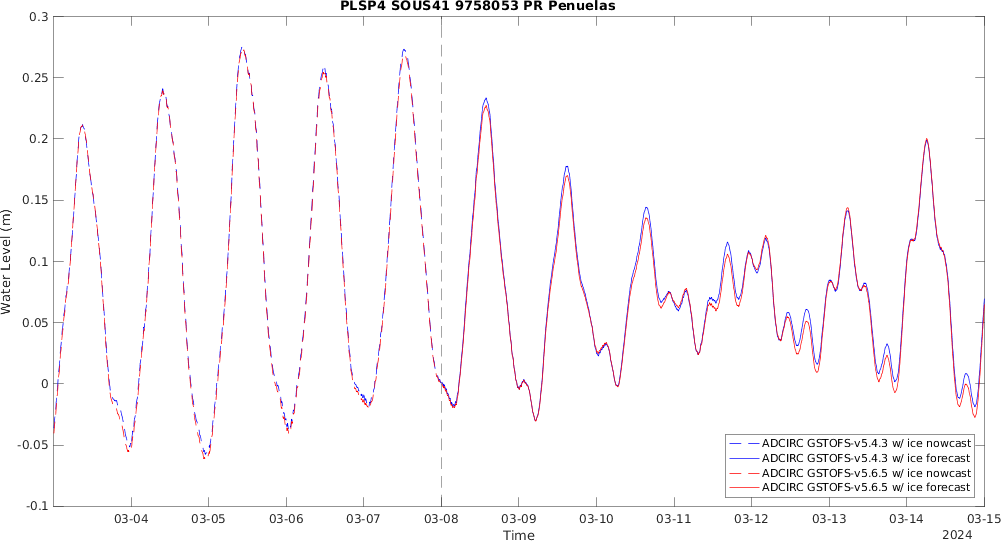 PLSP4 SOUS41 9758053 PR Penuelas
0.3
0.25
0.2
0.15
0.1
0.05
0
-0.05
-0.1
Water Level (m)
ADCIRC GSTOFS-v5.4.3 w/ ice nowcast
ADCIRC GSTOFS-v5.4.3 w/ ice forecast
ADCIRC GSTOFS-v5.6.5 w/ ice nowcast
ADCIRC GSTOFS-v5.6.5 w/ ice forecast
03-04 03-05 03-06 03-07 03-08 03-09 03-10 03-11 03-12 03-13 03-14 03-15
Time
2024